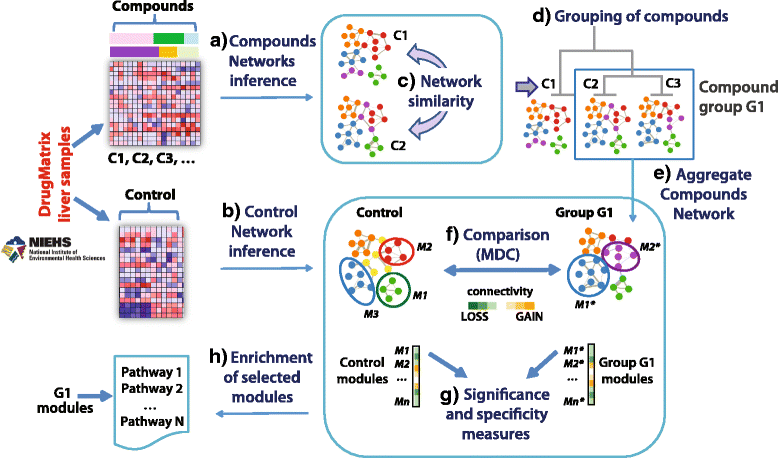 Compounds
a) Compounds
Networks
inference
C1, C2, C3, ...
DrugMatrix
liver samples
C1
c) Network
similarity
C2
d) Grouping of compounds
C1
C2
C3
Compound
group G1
e) Aggregate
Compounds
Network
Control
NIEHS
National Institute of
Environmental Health Sciences
b) Control
Network
inference
Control
M2
M1
M3
f) Comparison
(MDC)
connectivity
LOSS
GAIN
Group G1
M2*
M1*
Control
modules
M1
M2
...
Mn
g) Significance
and specificity
measures
M1*
M2*
...
Mn*
Group G1
modules
h) Enrichment
of selected
modules
G1
modules
Pathway 1
Pathway 2
...
Pathway N